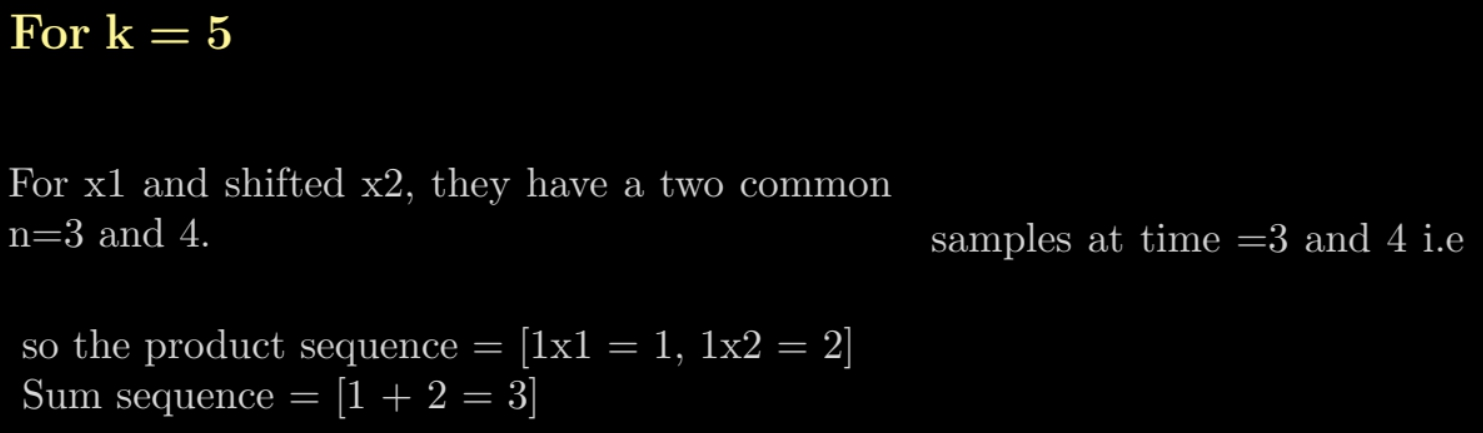 For k = 5
For x1 and shifted x2, they have a two common
samples at time =3 and 4 i.e
n=3 and 4.
so the product sequence = [1x1 = 1, 1x2 = 2]
Sum sequence = [1 + 2 = 3]